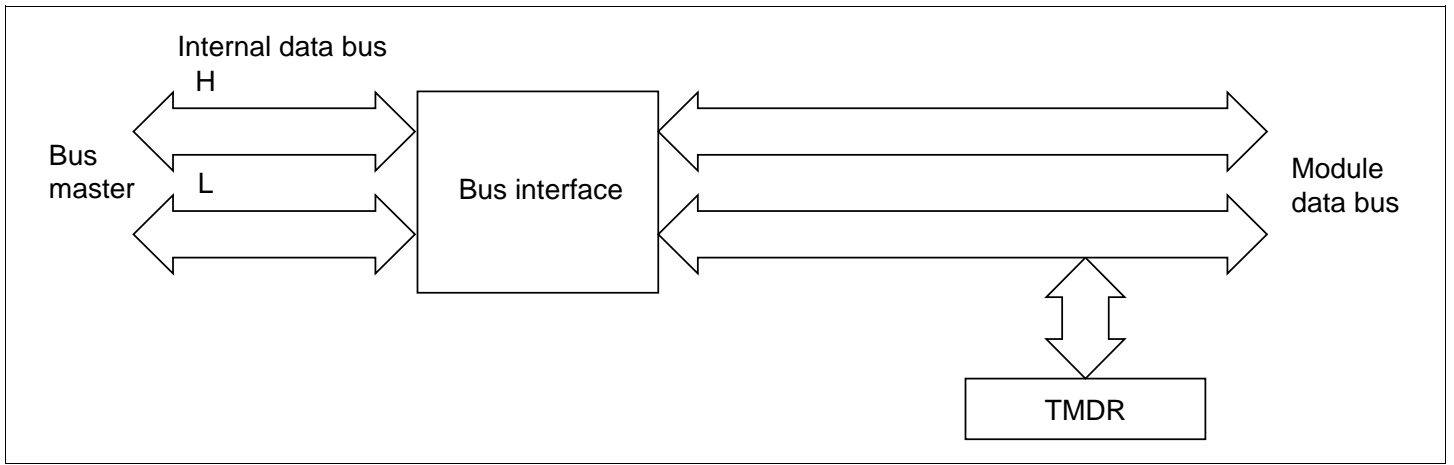 Internal data bus
H
Bus
master
L
Bus interface
Module
data bus
TMDR